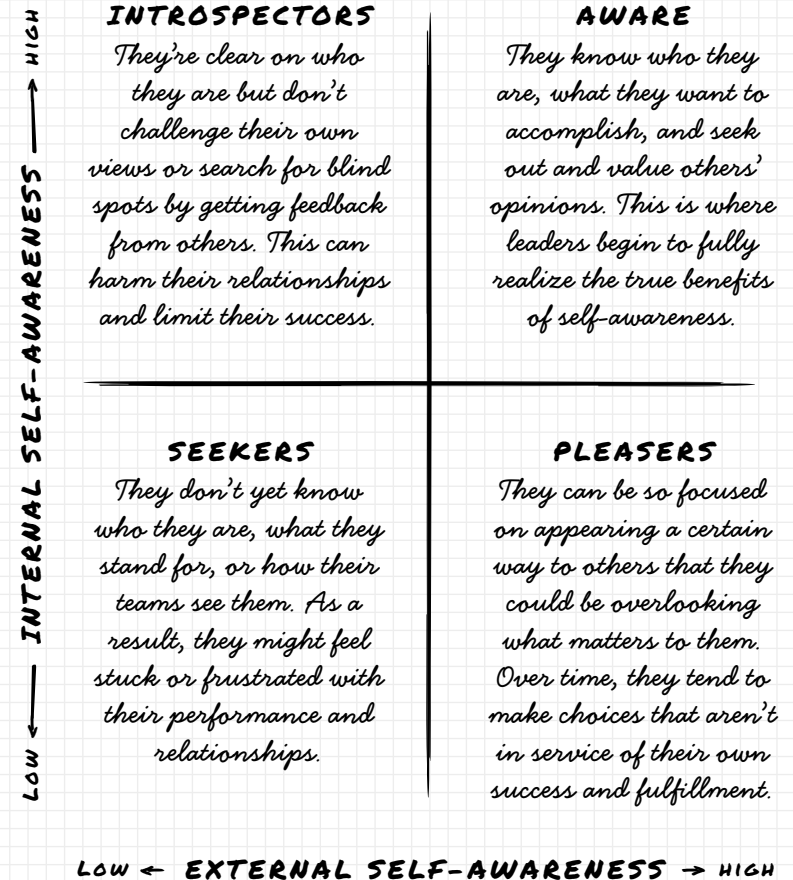 INTROSPECTORS
They're clear on who
they are but don't
challenge their own
views or search for blind
spots by getting feedback
from others. This can
harm their relationships
and limit their success.
AWARE
They know who they
are, what they want to
accomplish, and seek
out and value others'
opinions. This is where
leaders begin to fully
realize the true benefits
of self-awareness.
SEEKERS
They don't yet know
who they are, what they
stand for, or how their
teams see them. As a
result, they might feel
stuck or frustrated with
their performance and
relationships.
PLEASERS
They can be so focused
on appearing a certain
way to others that they
could be overlooking
what matters to them.
Over time, they tend to
make choices that aren't
in service of their own
success and fulfillment.
LOW ← INTERNAL SELF-AWARENESS → HIGH
LOW ← EXTERNAL SELF-AWARENESS → HIGH